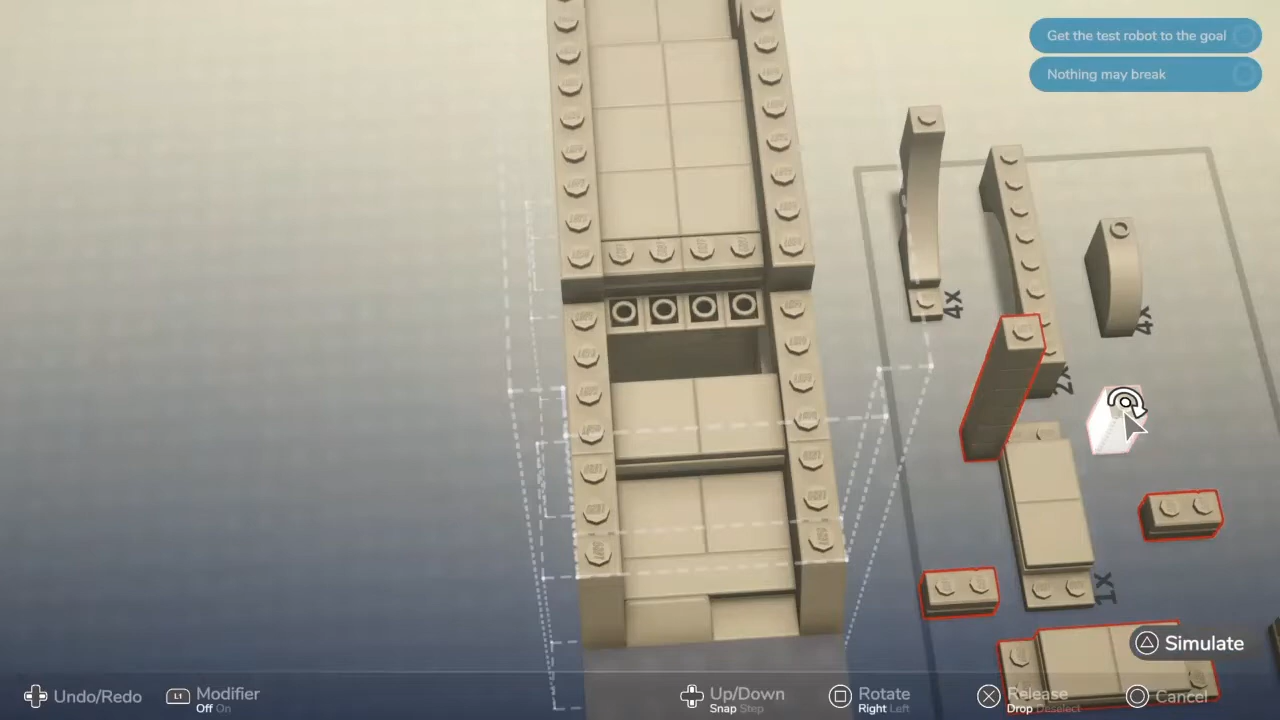 Get the test robot to the goal
Nothing may break
4x
4x
2x
1x
Simulate
Undo/Redo
L1 Modifier
Off On
Up/Down
Snap Step
Rotate
Right Left
Release
Drop Deselect
Cancel